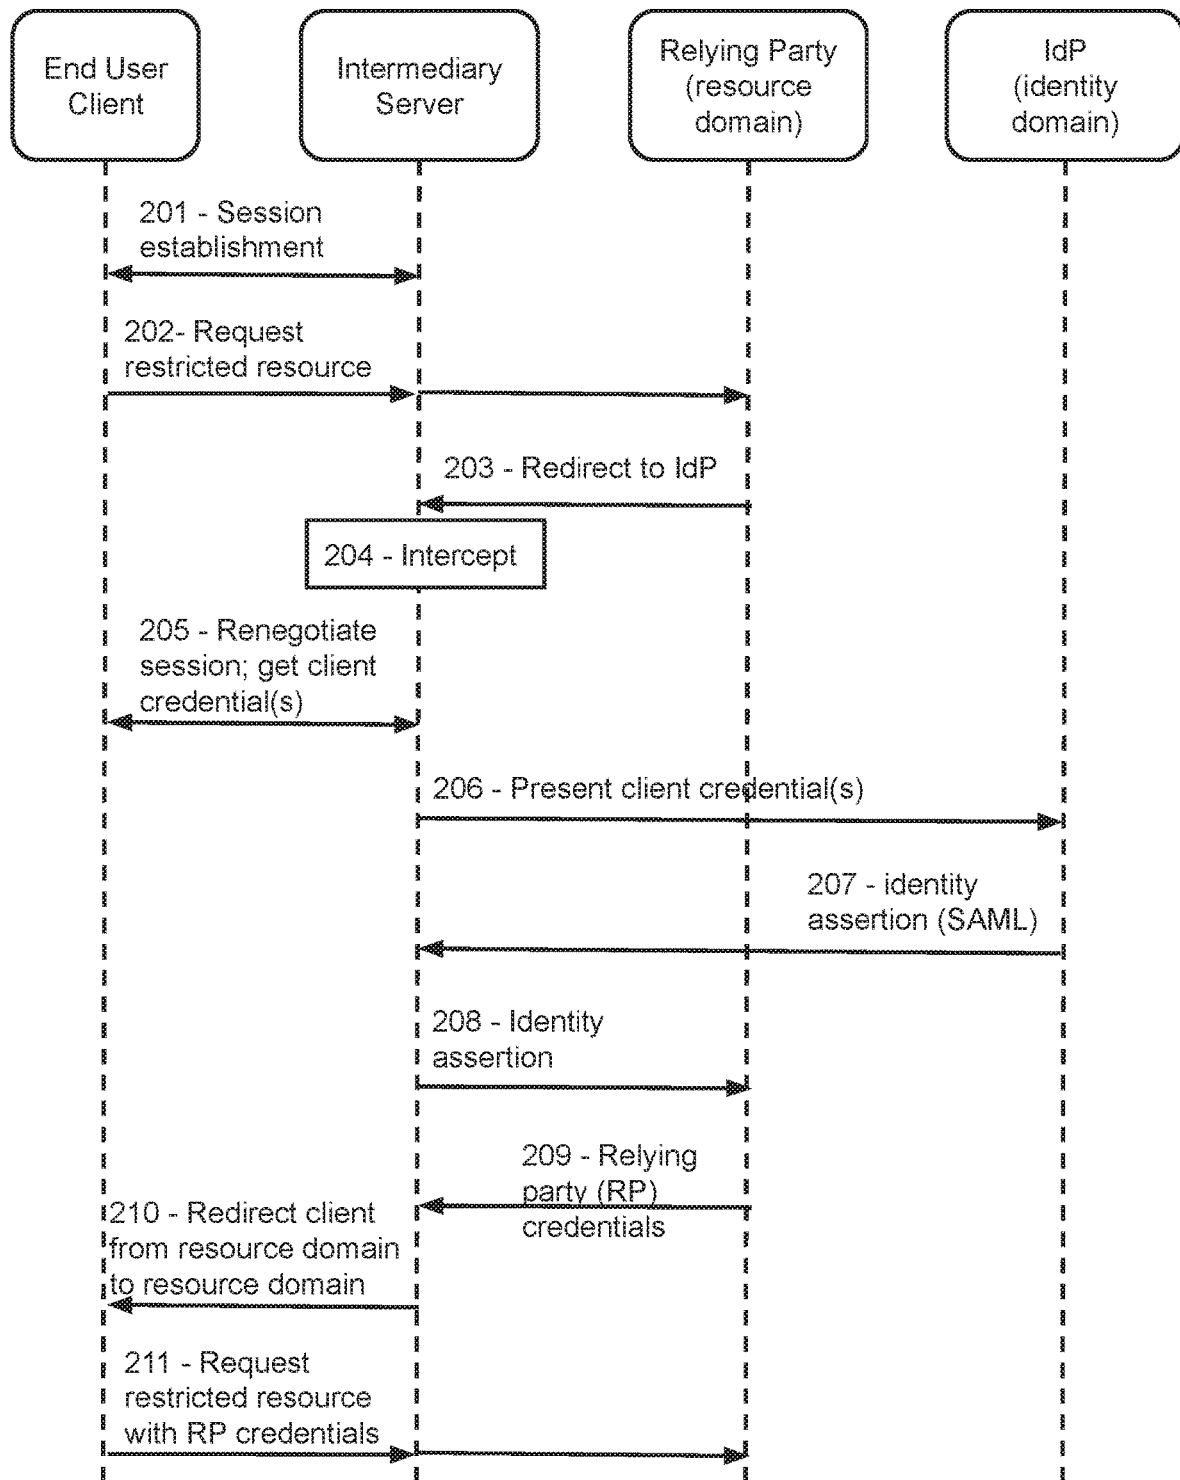 End User
Client
Intermediary
Server
Relying Party
(resource
domain)
IdP
(identity
domain)
201 - Session
establishment
202- Request
restricted resource
203 - Redirect to IdP
204 - Intercept
205 - Renegotiate
session; get client
credential(s)
206 - Present client credential(s)
207 - identity
assertion (SAML)
208 - Identity
assertion
209 - Relying
party (RP)
credentials
210 - Redirect client
from resource domain
to resource domain
211 - Request
restricted resource
with RP credentials